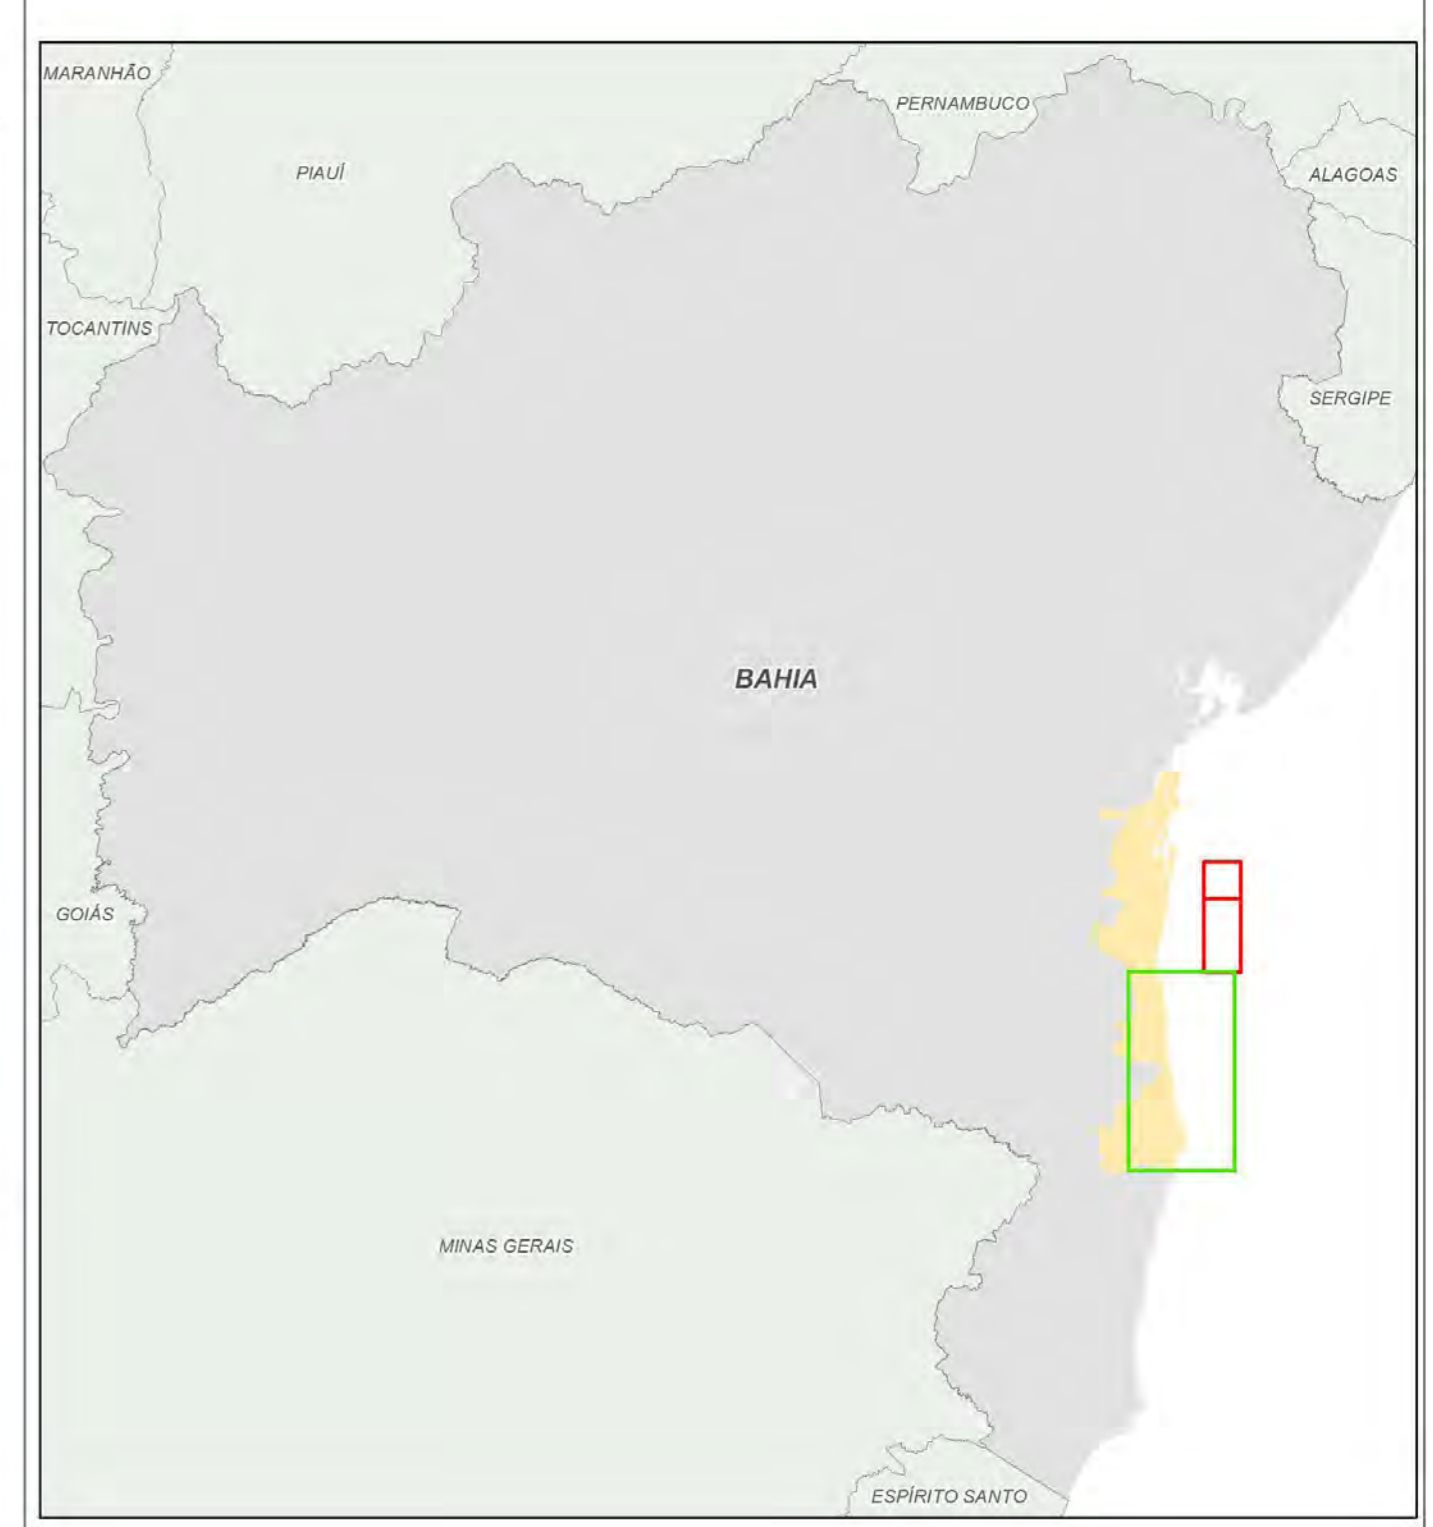 MARANHÃO
PERNAMBUCO
PIAUÍ
ALAGOAS
TOCANTINS
SERGIPE
BAHIA
GOIÁS
MINAS GERAIS
ESPÍRITO SANTO